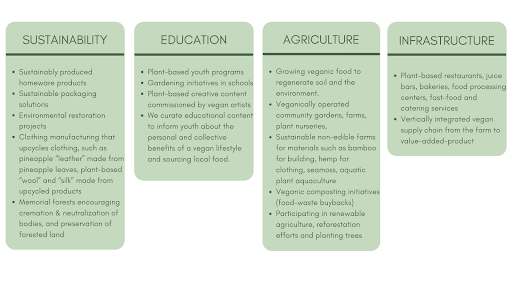 SUSTAINABILITY
• Sustainably produced
homeware products
• Sustainable packaging
solutions
• Environmental restoration
projects
• Clothing manufacturing that
upcycles clothing, such as
pineapple “leather” made from
pineapple leaves, plant-based
“wool” and “silk” made from
upcycled products
• Memorial forests encouraging
cremation & neutralization of
bodies, and preservation of
forested land
EDUCATION
• Plant-based youth programs
• Gardening initiatives in schools
• Plant-based creative content
commissioned by vegan artists
• We curate educational content
to inform youth about the
personal and collective
benefits of a vegan lifestyle
and sourcing local food.
AGRICULTURE
• Growing veganic food to
regenerate soil and the
environment.
• Veganically operated
community gardens, farms,
plant nurseries,
• Sustainable non-edible farms
for materials such as bamboo
for building, hemp for
clothing, seamoss, aquatic
plant aquaculture
• Veganic composting initiatives
(food-waste buybacks)
• Participating in renewable
agriculture, reforestation
efforts and planting trees
INFRASTRUCTURE
• Plant-based restaurants, juice
bars, bakeries, food processing
centers, fast-food and
catering services
• Vertically integrated vegan
supply chain from the farm to
value-added-product